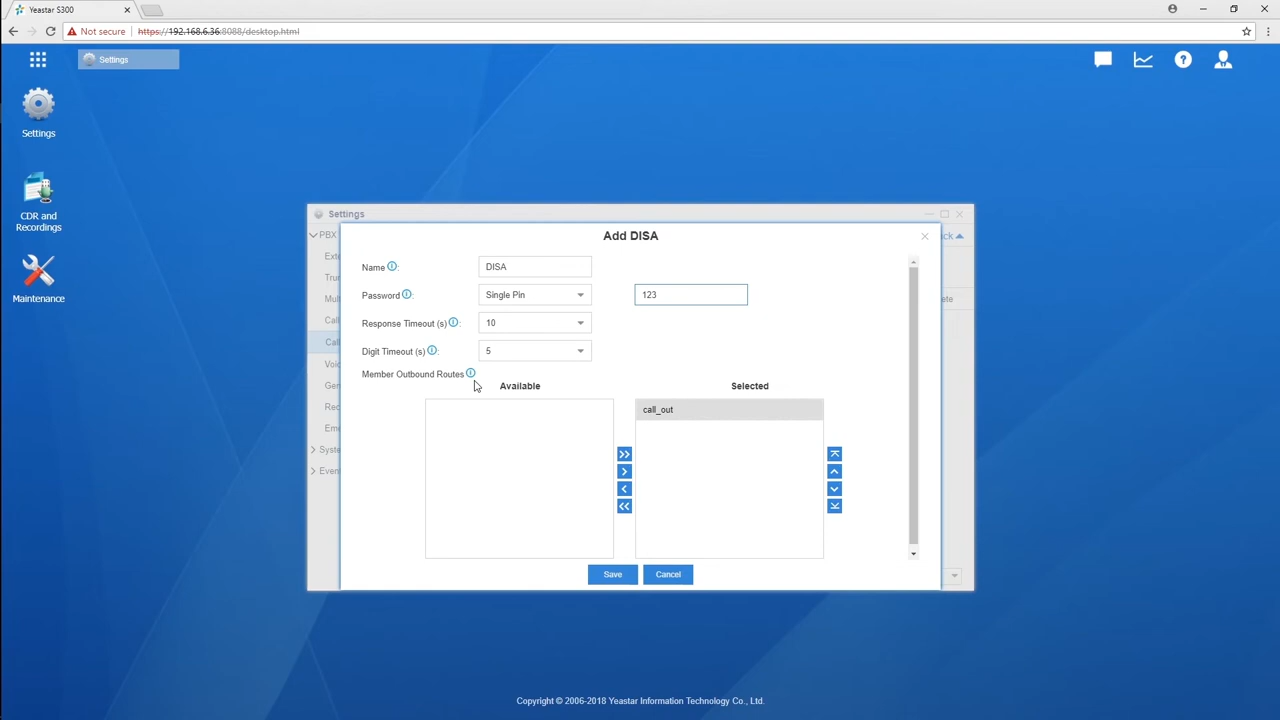 Yeastar S300
Not secure
https://192.168.6.36:8088/desktop.html
Settings
Settings
CDR and
Recordings
Maintenance
Settings
PBX
Add DISA
Name :
DISA
Password :
Single Pin
123
Response Timeout (s) :
10
Digit Timeout (s) :
5
Member Outbound Routes
Available
Selected
call_out
Save
Cancel
Copyright © 2006-2018 Yeastar Information Technology Co., Ltd.